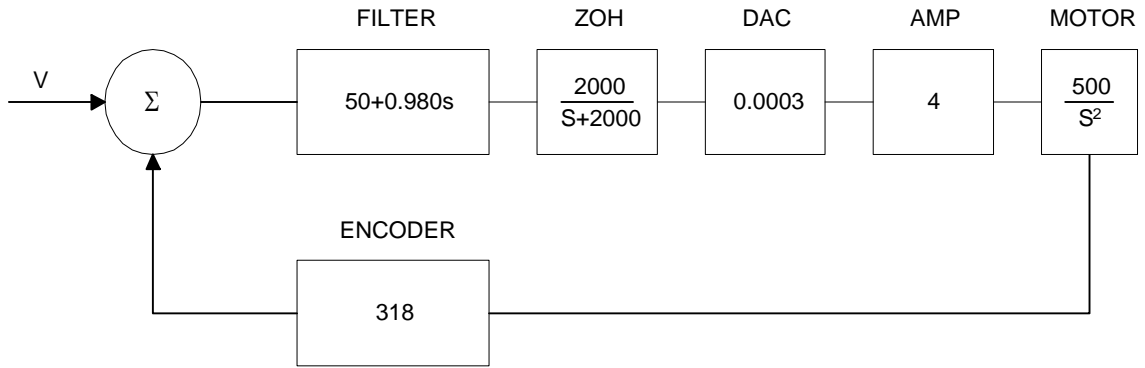 FILTER ZOH DAC AMP MOTOR
V
Σ
50+0.980s
2000
S+2000
0.0003
4
500
S²
ENCODER
318